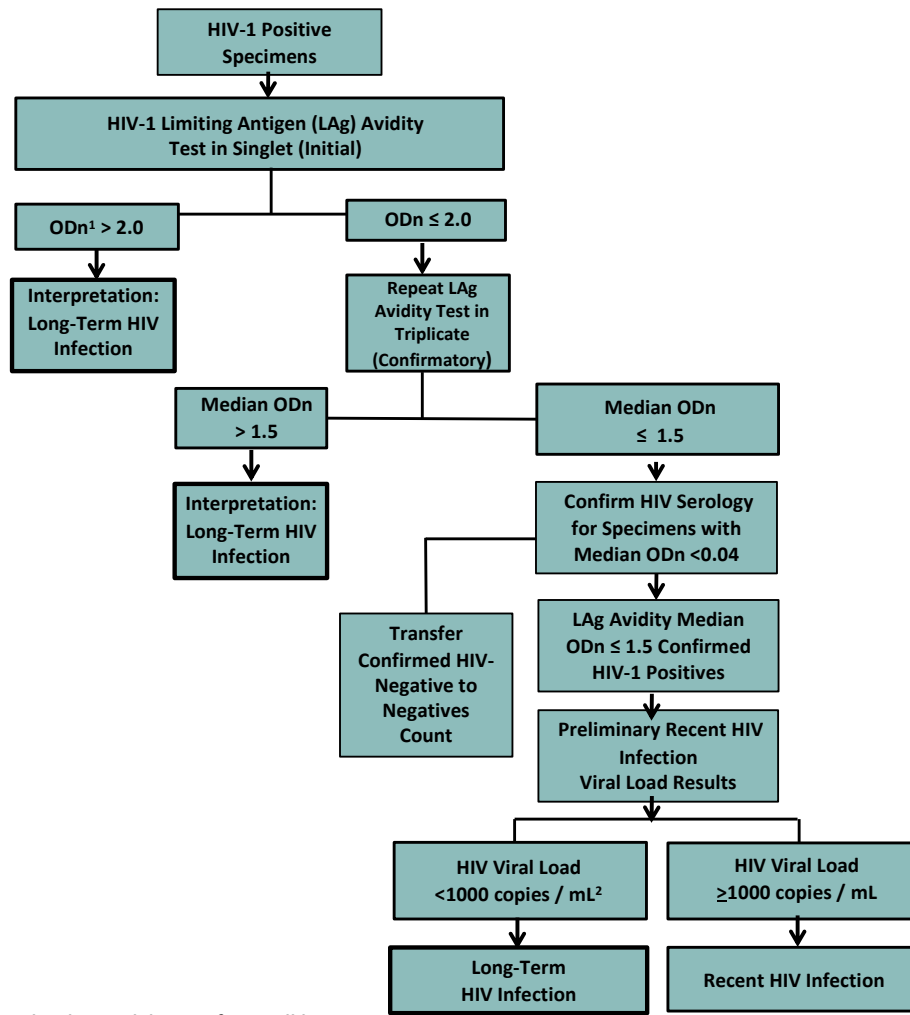 HIV-1 Positive
Specimens
HIV-1 Limiting Antigen (LAg) Avidity
Test in Singlet (Initial)
ODn¹ > 2.0
ODn ≤ 2.0
Interpretation:
Long-Term HIV
Infection
Repeat LAg
Avidity Test in
Triplicate
(Confirmatory)
Median ODn
> 1.5
Median ODn
≤ 1.5
Interpretation:
Long-Term HIV
Infection
Confirm HIV Serology
for Specimens with
Median ODn <0.04
Transfer
Confirmed HIV-
Negative to
Negatives
Count
LAg Avidity Median
ODn ≤ 1.5 Confirmed
HIV-1 Positives
Preliminary Recent HIV
Infection
Viral Load Results
HIV Viral Load
<1000 copies / mL²
HIV Viral Load
≥1000 copies / mL
Long-Term
HIV Infection
Recent HIV Infection